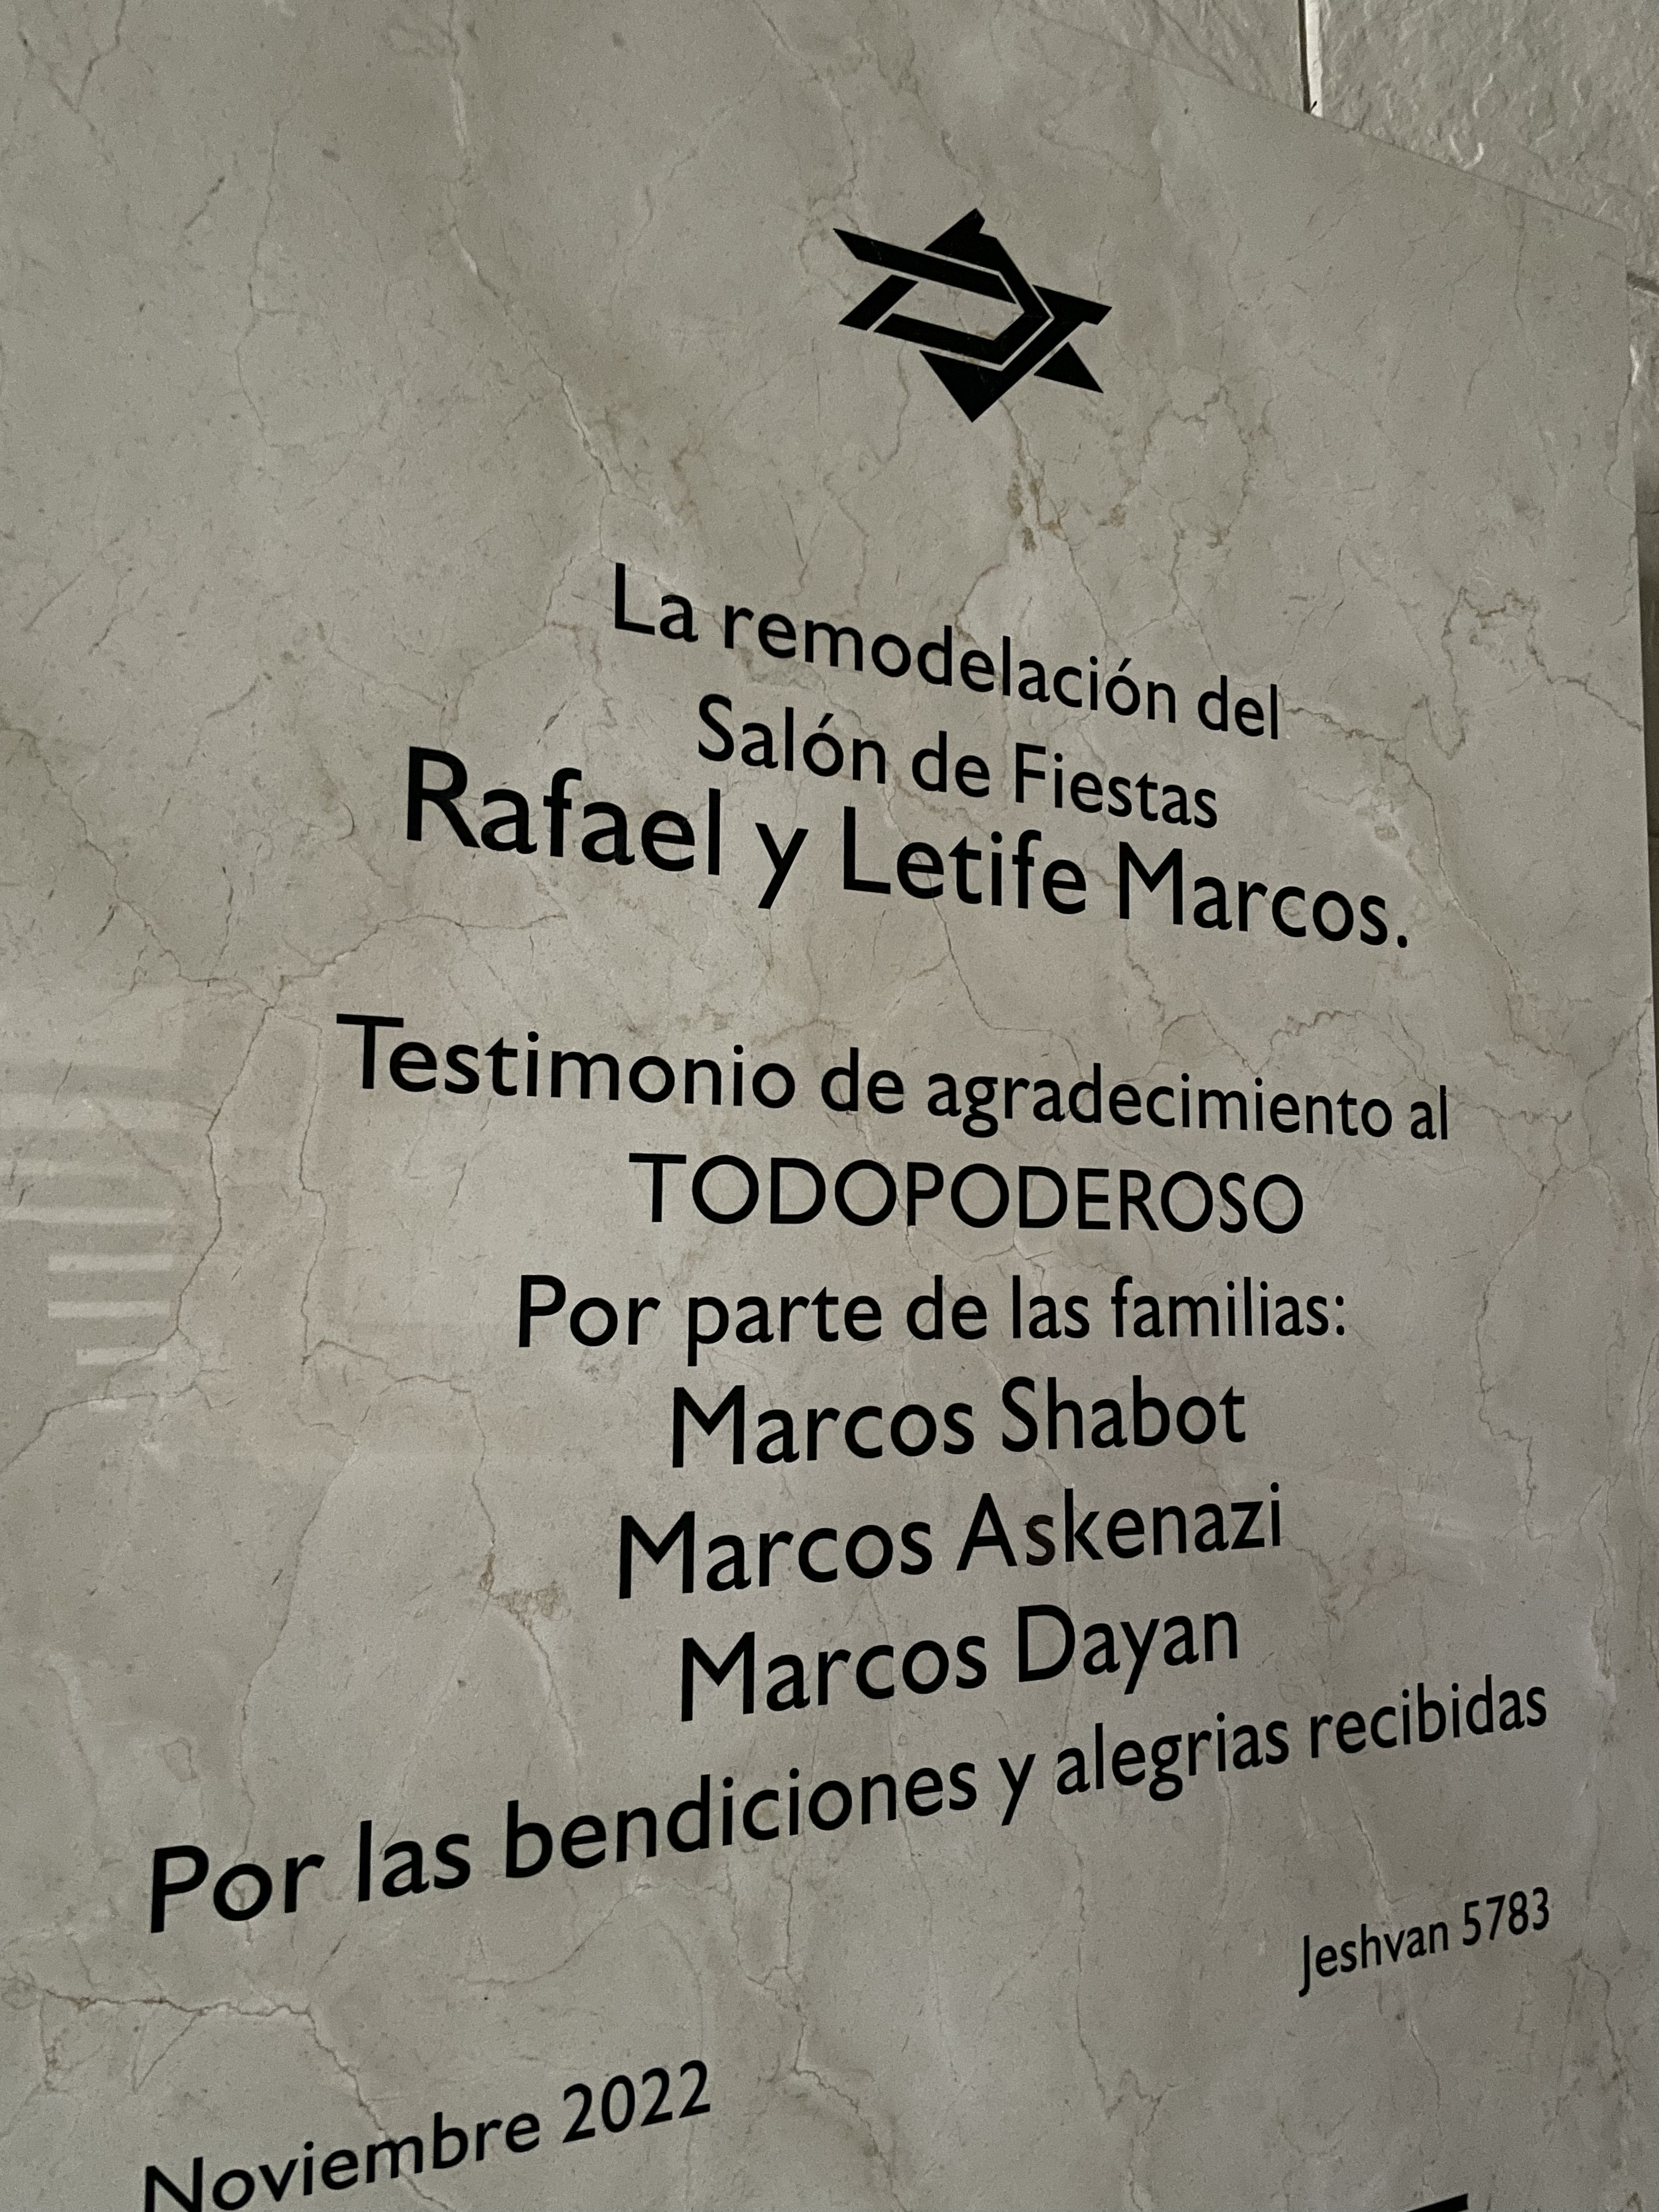 La remodelación del
Salón de Fiestas
Rafael y Letife Marcos.
Testimonio de agradecimiento al
TODOPODEROSO
Por parte de las familias:
Marcos Shabot
Marcos Askenazi
Marcos Dayan
Por las bendiciones y alegrias recibidas
Jeshvan 5783
Noviembre 2022